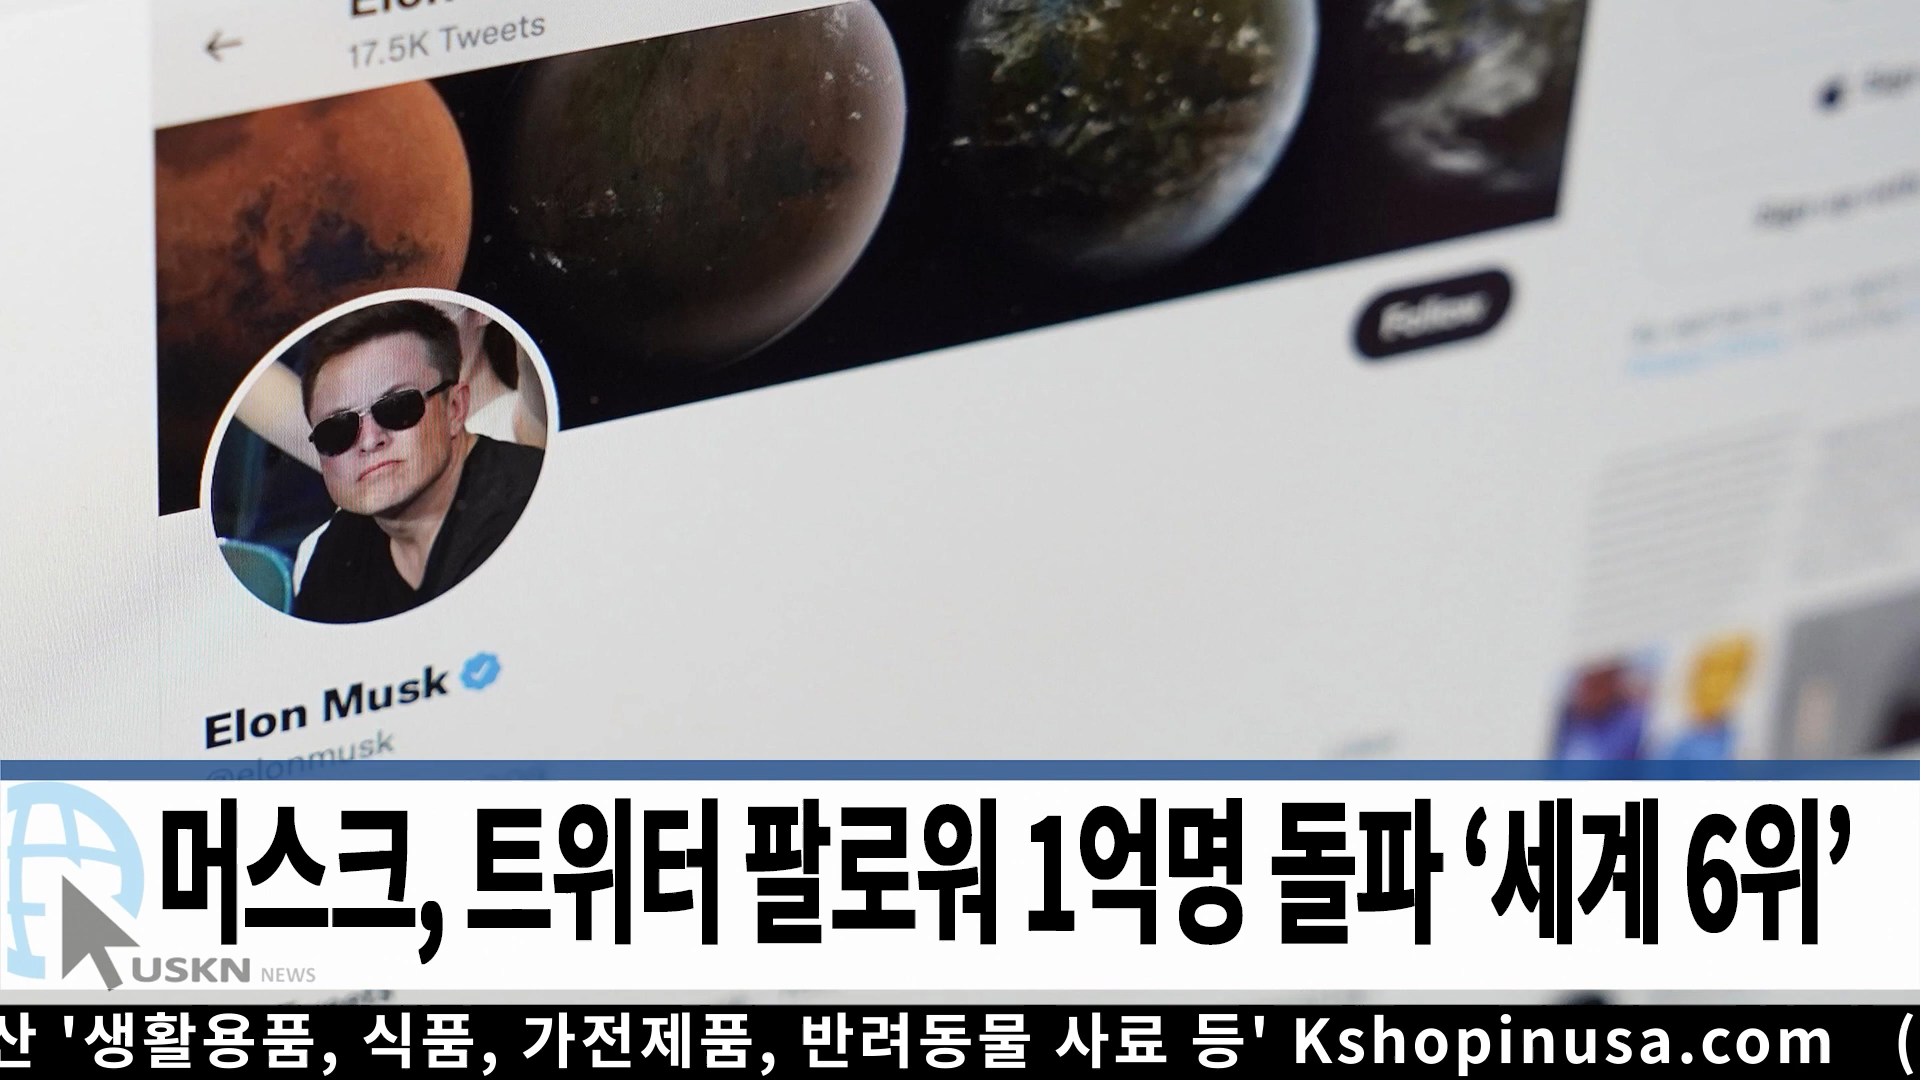 17.5K Tweets
Follow
Elon Musk
@elonmusk
머스크, 트위터 팔로워 1억명 돌파 ‘세계 6위’
USKN NEWS
산 '생활용품, 식품, 가전제품, 반려동물 사료 등' Kshopinusa.com (